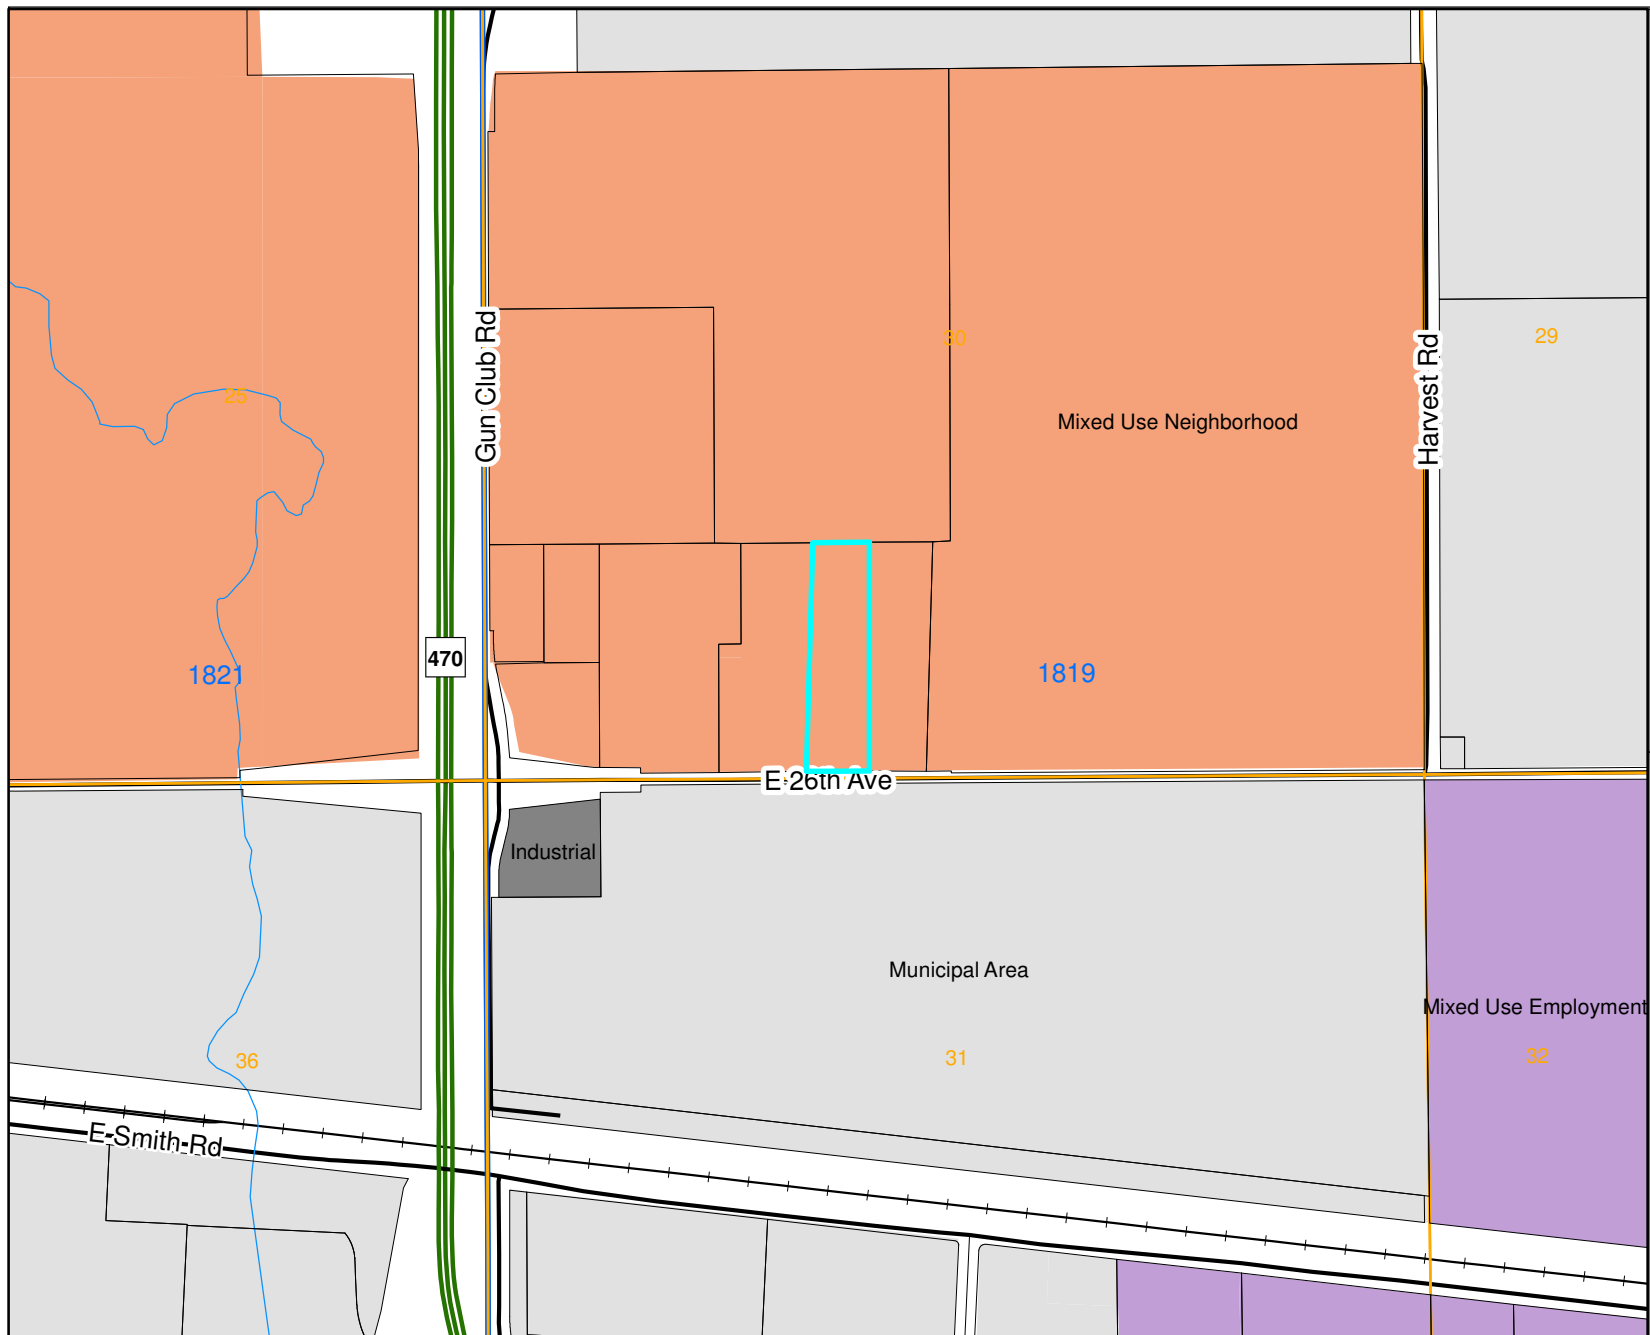 Gun Club Rd
Harvest Rd
30
29
25
Mixed Use Neighborhood
470
1821
1819
E 26th Ave
Industrial
Municipal Area
Mixed Use Employment
36
31
32
E Smith Rd